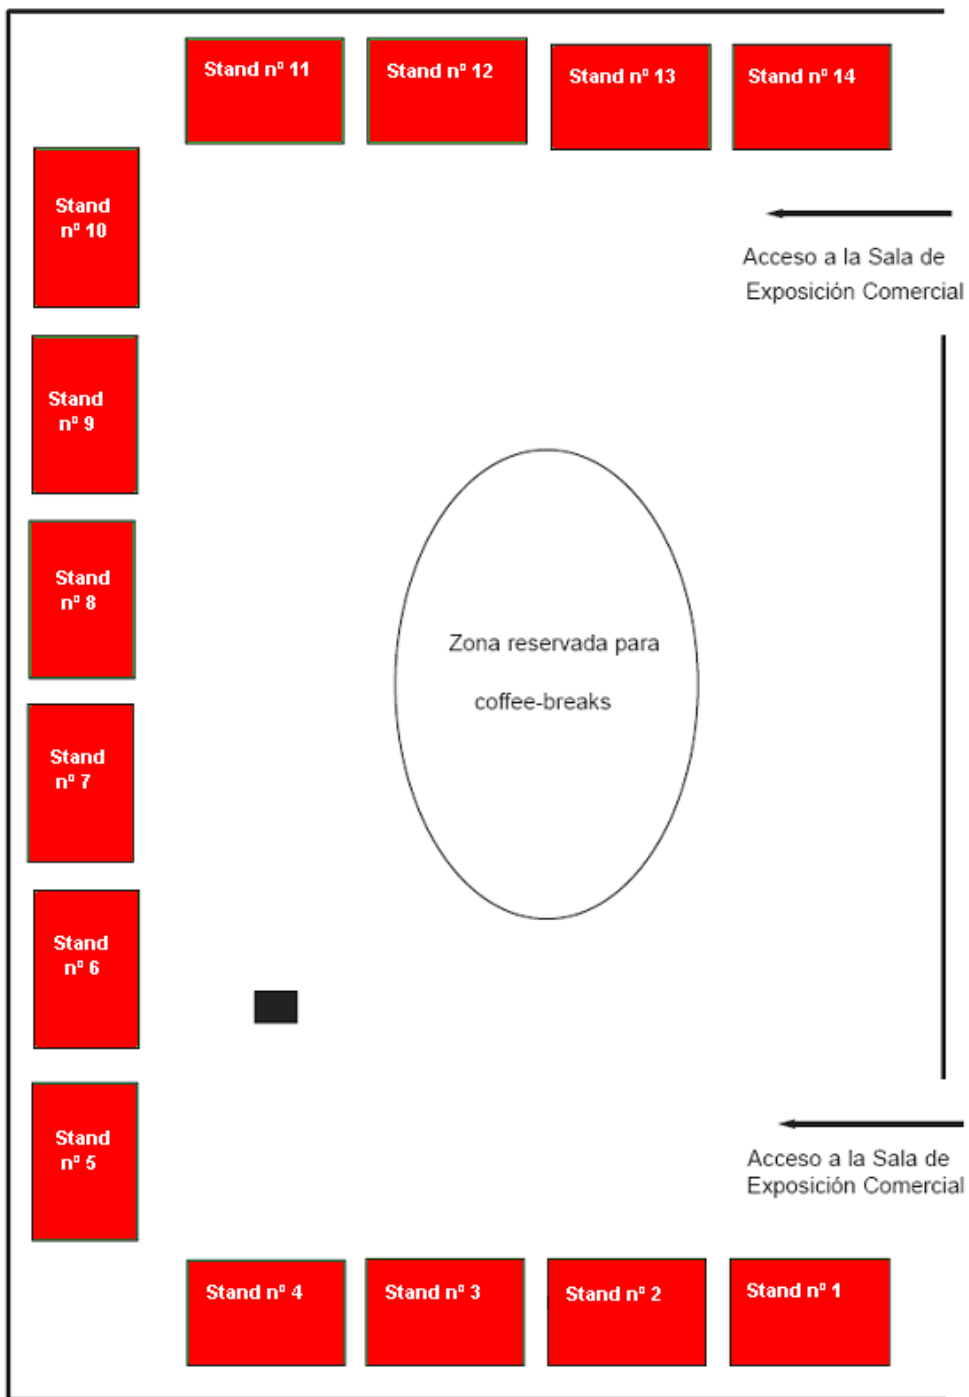 Stand nº 11
Stand nº 12
Stand nº 13
Stand nº 14
Stand
nº 10
Acceso a la Sala de
Exposición Comercial
Stand
nº 9
Stand
nº 8
Zona reservada para
coffee-breaks
Stand
nº 7
Stand
nº 6
Stand
nº 5
Acceso a la Sala de
Exposición Comercial
Stand nº 4
Stand nº 3
Stand nº 2
Stand nº 1